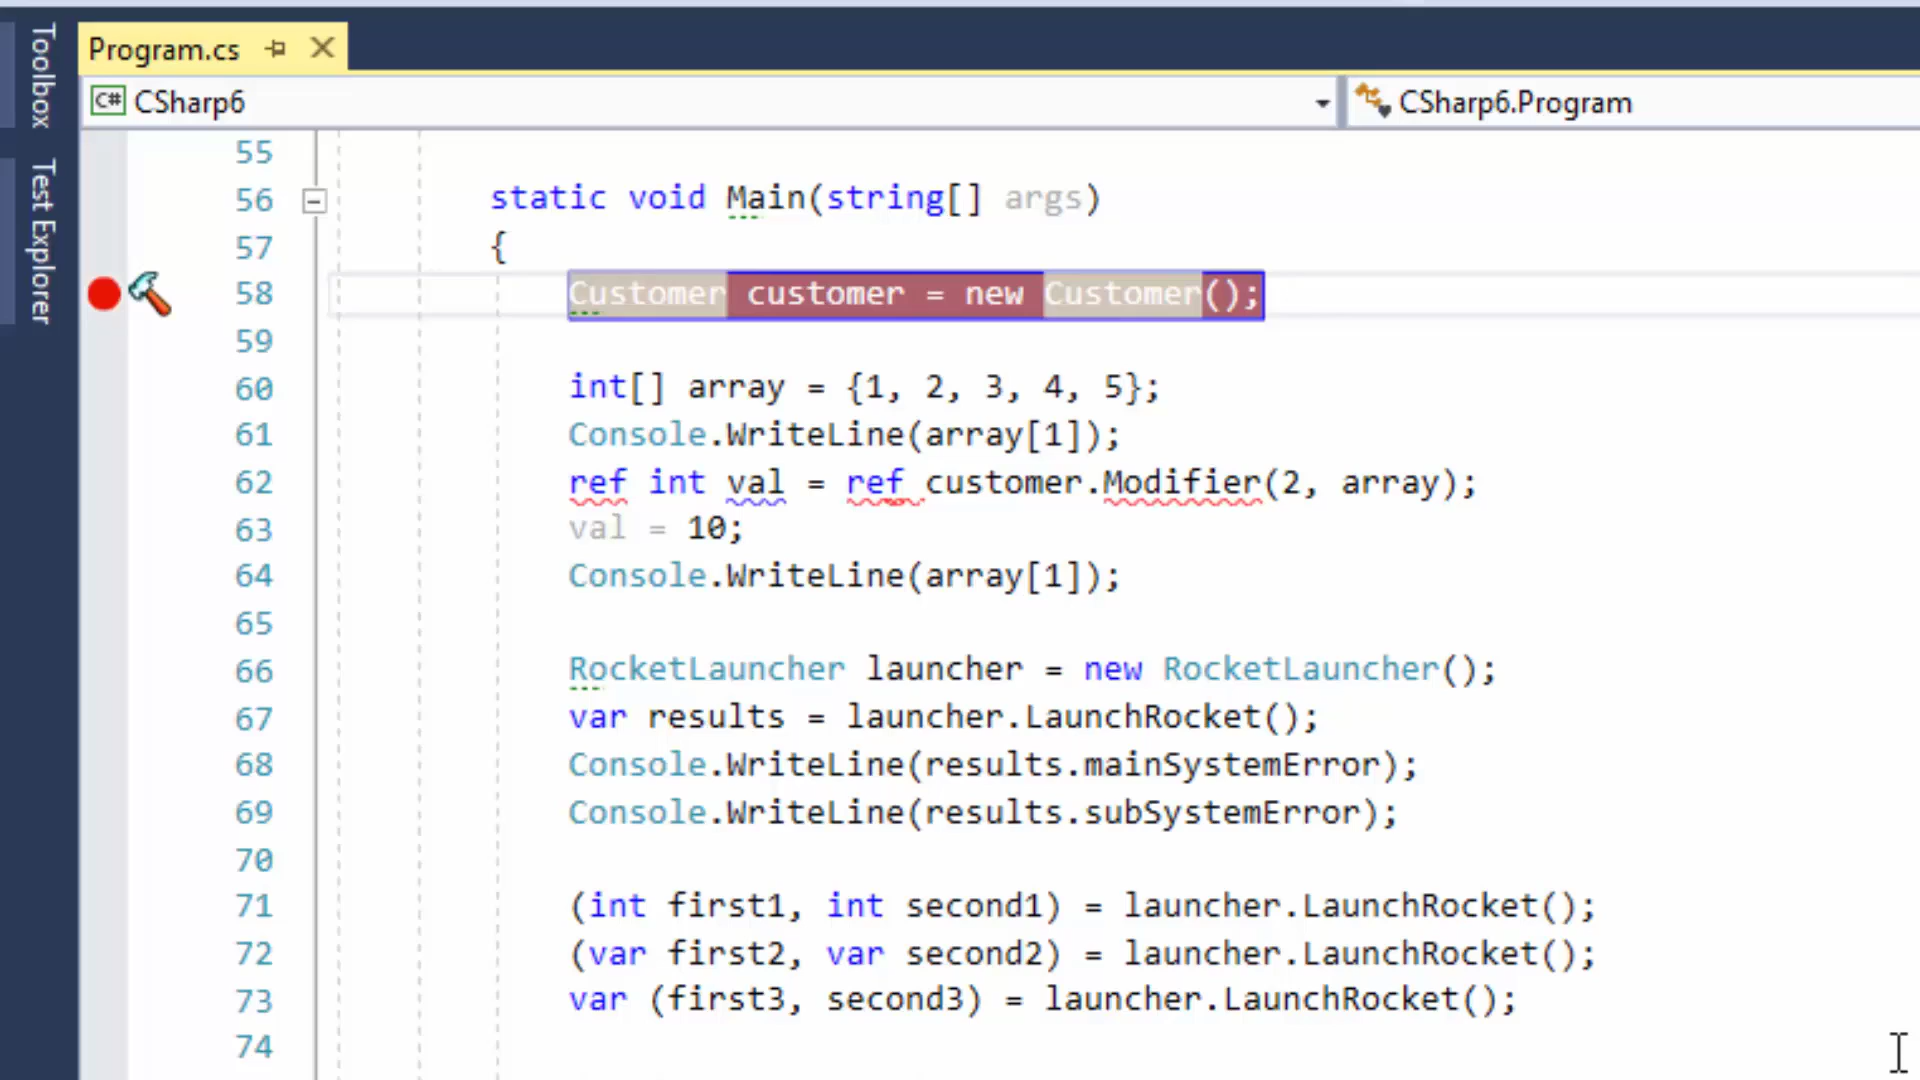 Toolbox
Test Explorer
Program.cs
C# CSharp6
CSharp6.Program
55
56 static void Main(string[] args)
57 {
58 Customer customer = new Customer();
59
60 int[] array = {1, 2, 3, 4, 5};
61 Console.WriteLine(array[1]);
62 ref int val = ref customer.Modifier(2, array);
63 val = 10;
64 Console.WriteLine(array[1]);
65
66 RocketLauncher launcher = new RocketLauncher();
67 var results = launcher.LaunchRocket();
68 Console.WriteLine(results.mainSystemError);
69 Console.WriteLine(results.subSystemError);
70
71 (int first1, int second1) = launcher.LaunchRocket();
72 (var first2, var second2) = launcher.LaunchRocket();
73 var (first3, second3) = launcher.LaunchRocket();
74